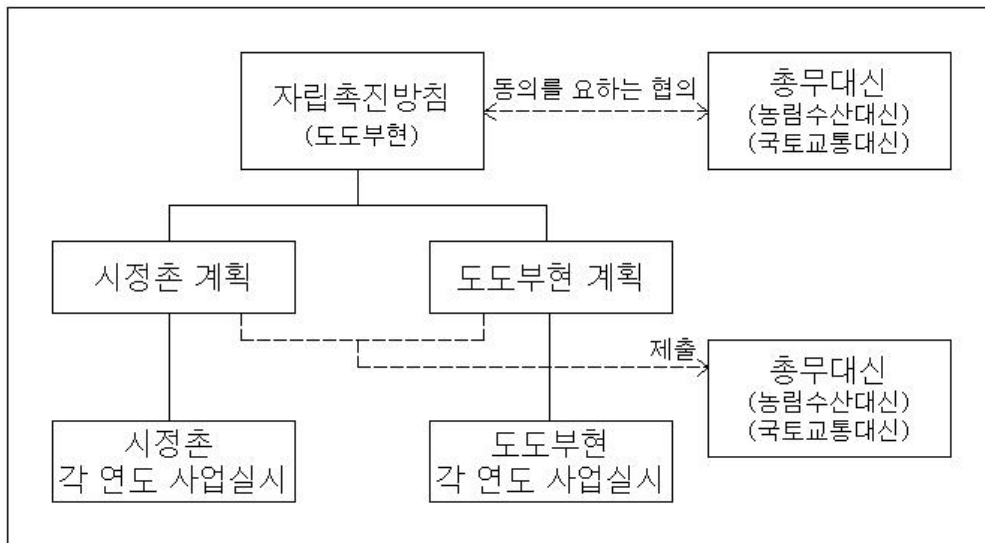 자립촉진방침
(도도부현)
동의를 요하는 협의
총무대신
(농림수산대신)
(국토교통대신)
시정촌 계획
도도부현 계획
제출
총무대신
(농림수산대신)
(국토교통대신)
시정촌
각 연도 사업실시
도도부현
각 연도 사업실시